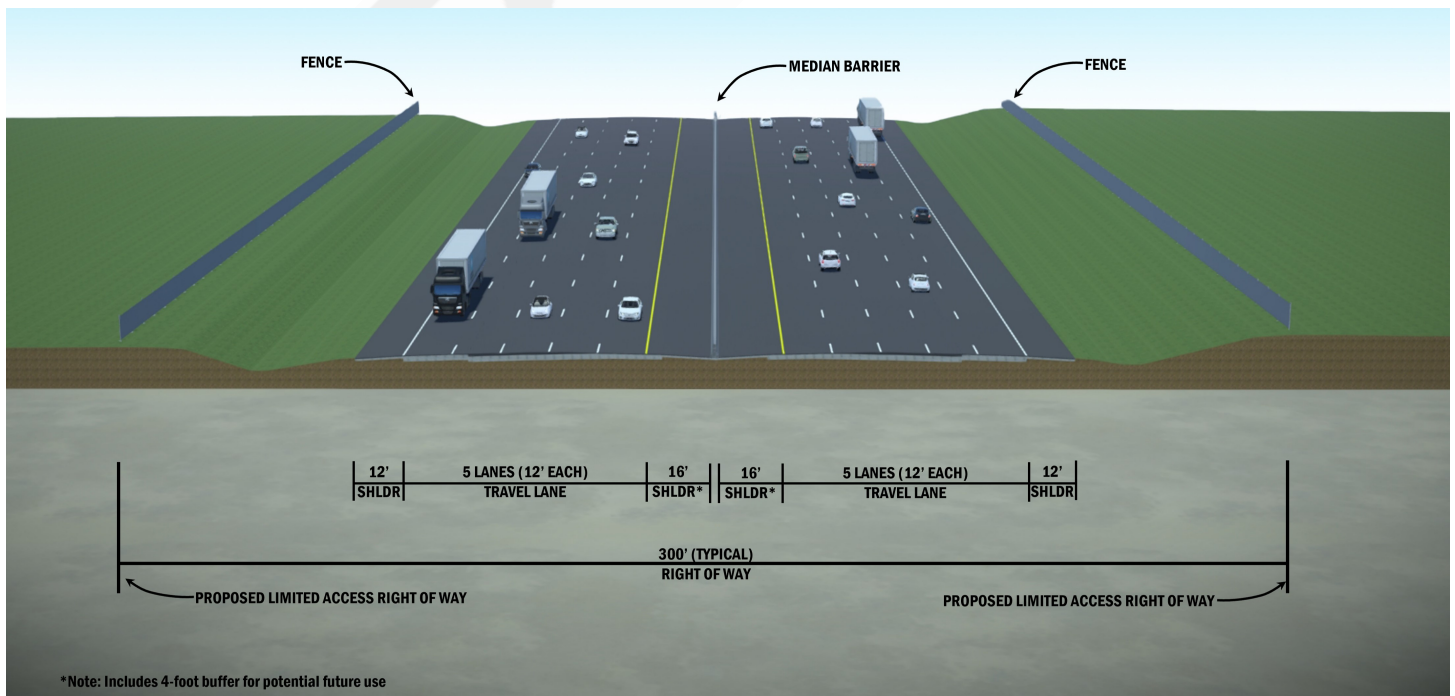 FENCE
MEDIAN BARRIER
FENCE
12'
5 LANES (12' EACH)
16'
16'
5 LANES (12' EACH)
12'
SHLDR
TRAVEL LANE
SHLDR*
SHLDR*
TRAVEL LANE
SHLDR
300' (TYPICAL)
RIGHT OF WAY
PROPOSED LIMITED ACCESS RIGHT OF WAY
PROPOSED LIMITED ACCESS RIGHT OF WAY
*Note: Includes 4-foot buffer for potential future use